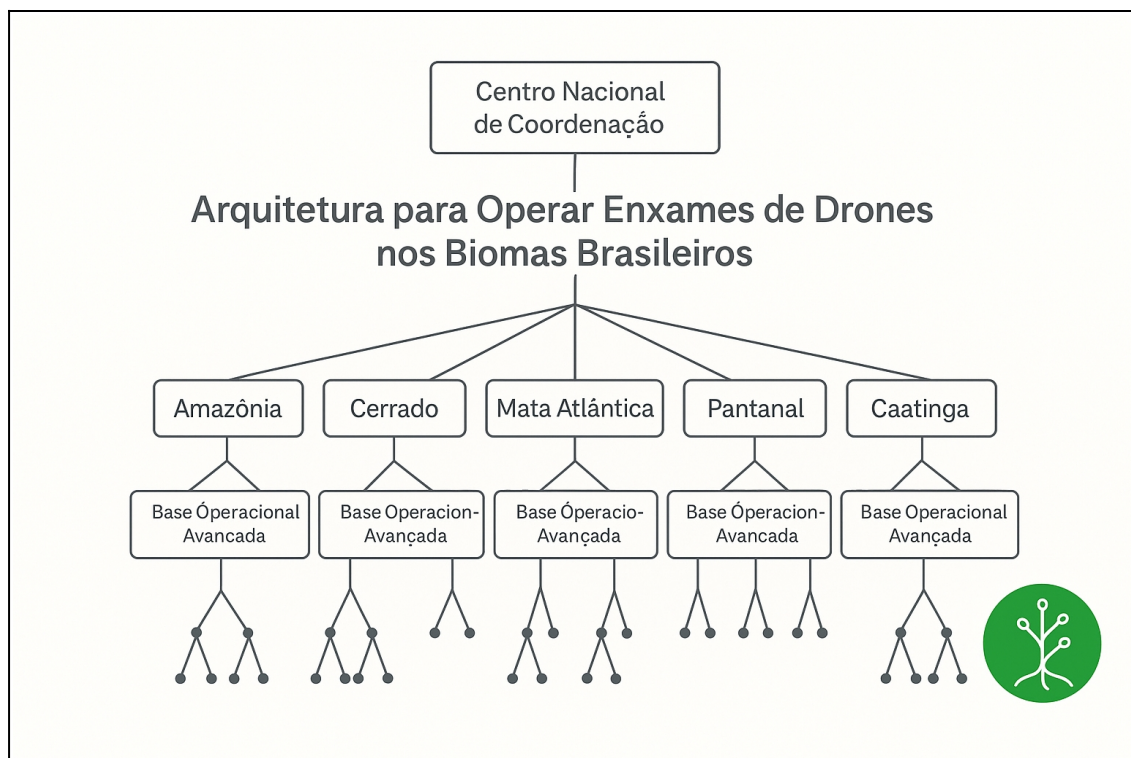 Centro Nacional
de Coordenação
Arquitetura para Operar Enxames de Drones
nos Biomas Brasileiros
Amazônia
Cerrado
Mata Atlántica
Pantanal
Caatinga
Base Óperacional
Avancada
Base Operacion-
Avançada
Base Óperacio-
Avançada
Base Óperacion-
Avancada
Base Operacional
Avançada